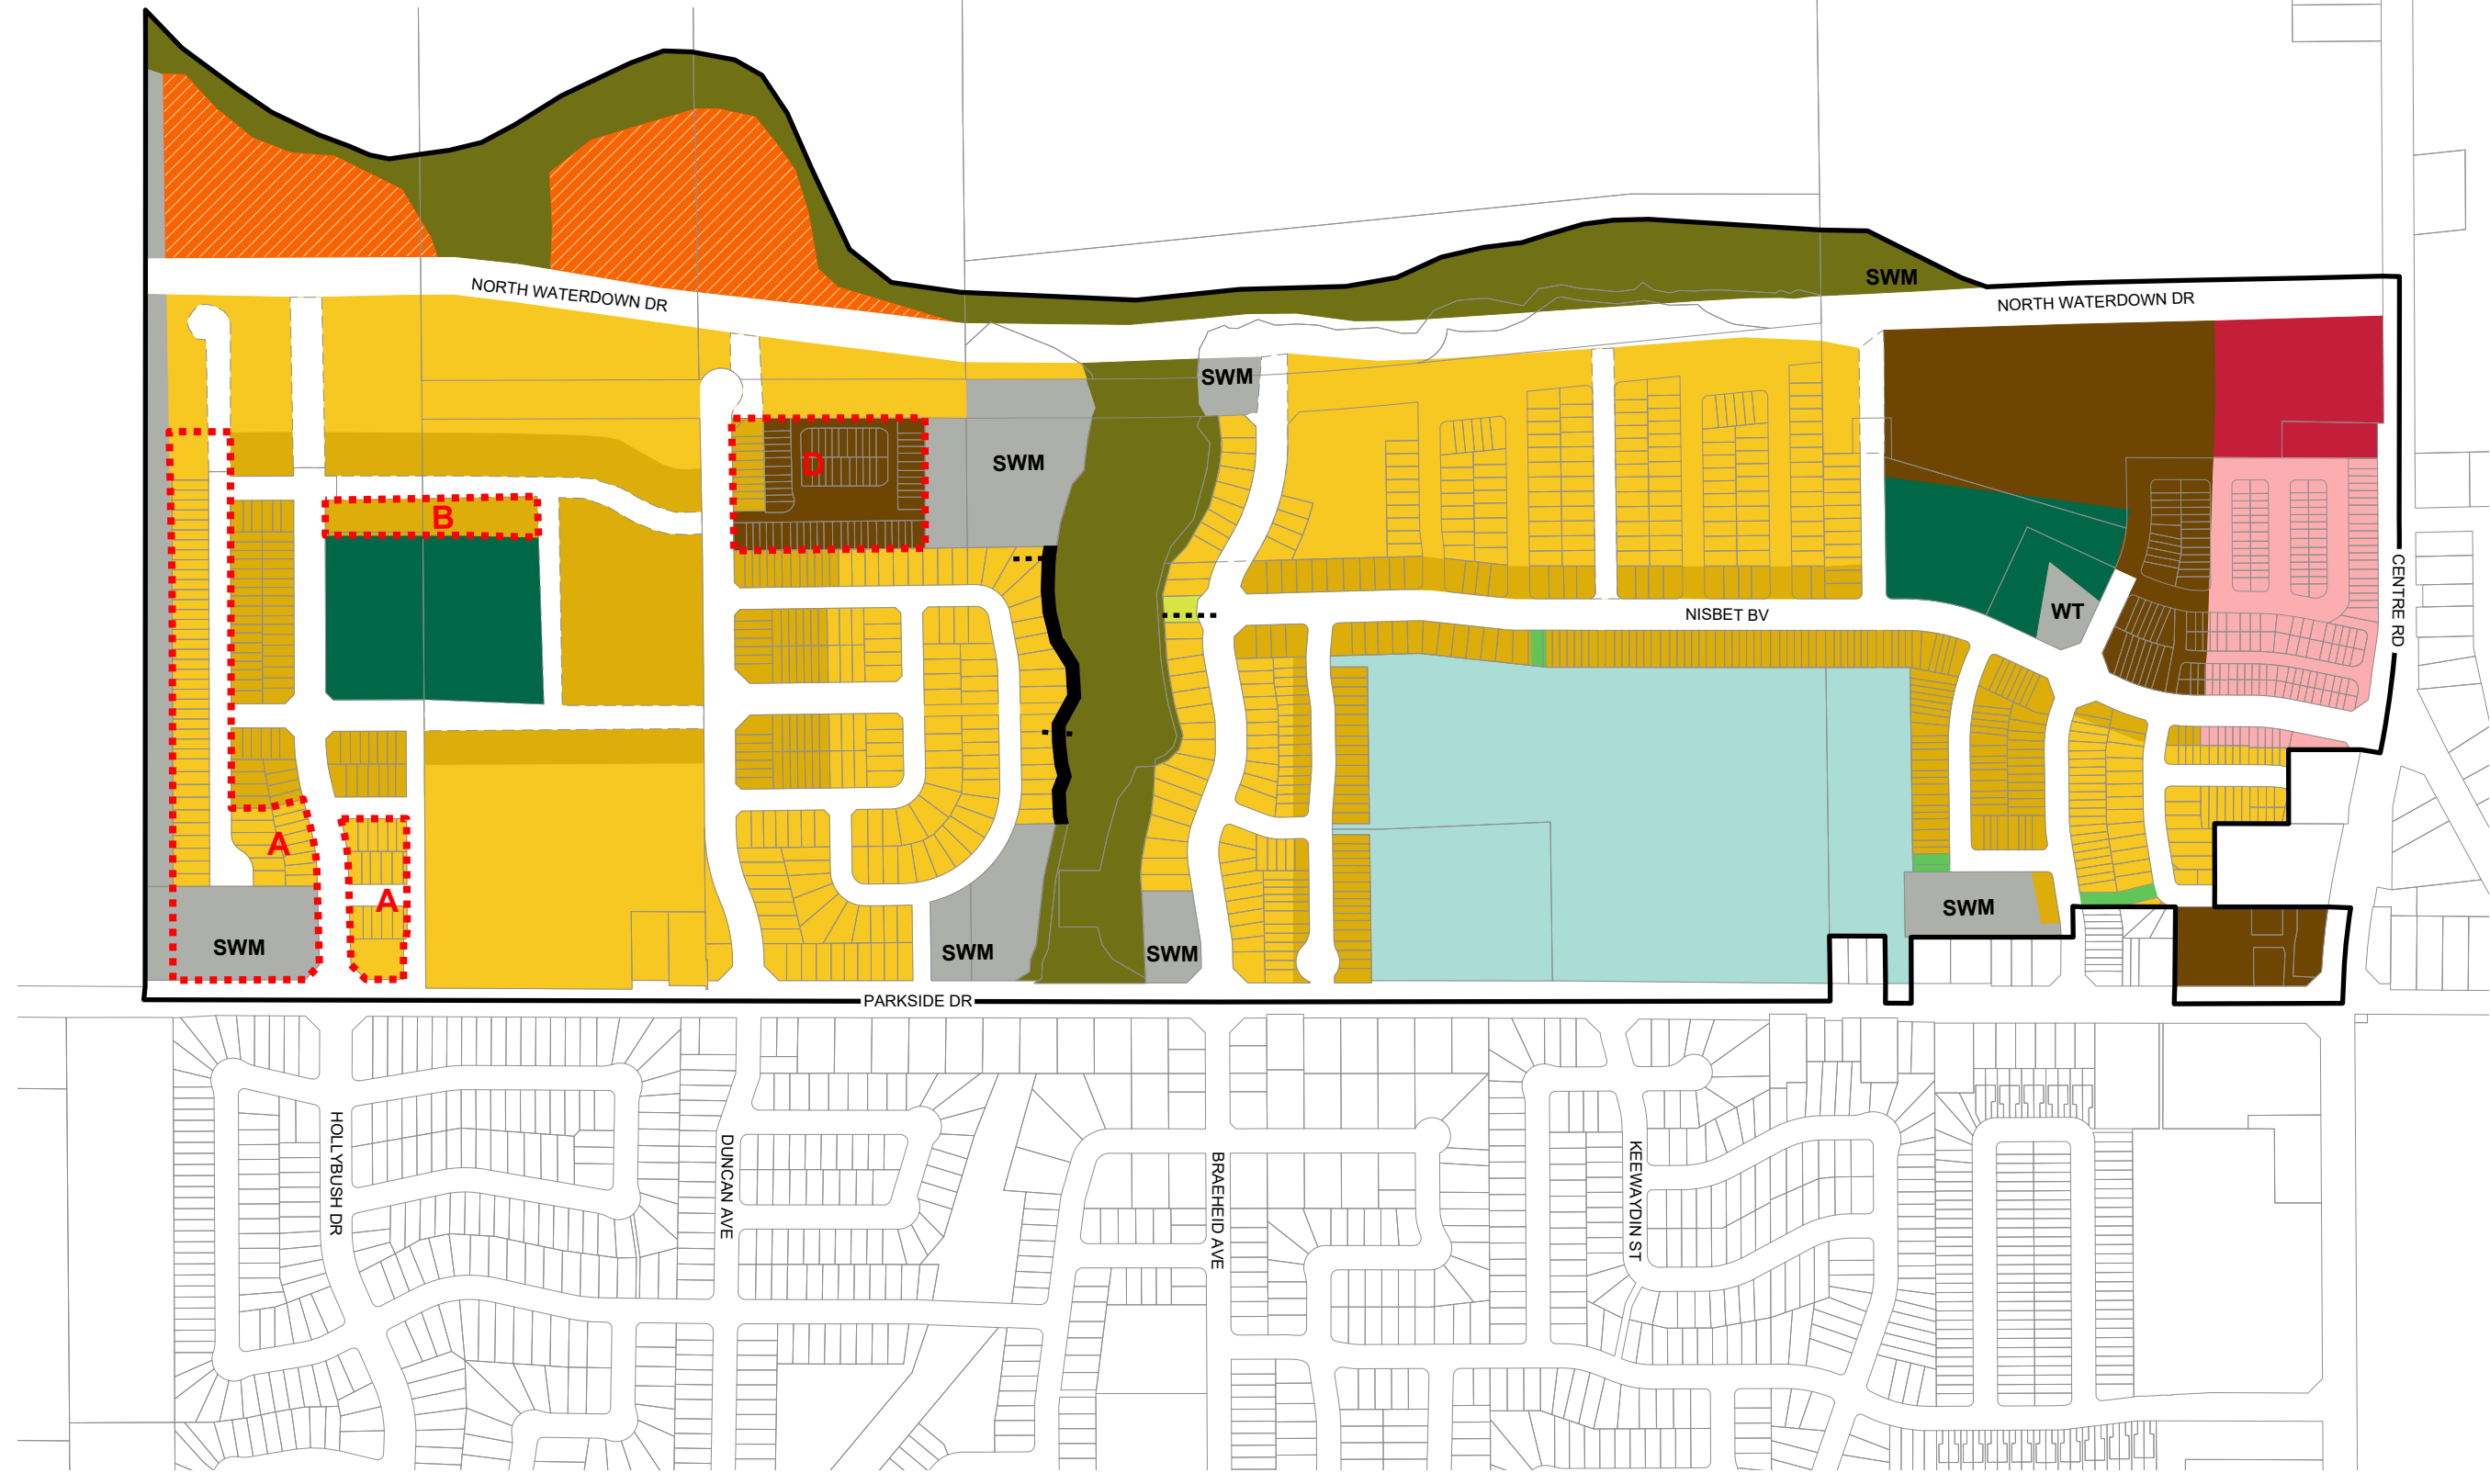 SWM
NORTH WATERDOWN DR
NORTH WATERDOWN DR
SWM
SWM
D
B
CENTRE RD
WT
NISBET BV
A
A
SWM
SWM
SWM
SWM
PARKSIDE DR
HOLLYBUSH DR
DUNCAN AVE
BRAEHEID AVE
KEEWAYDIN ST